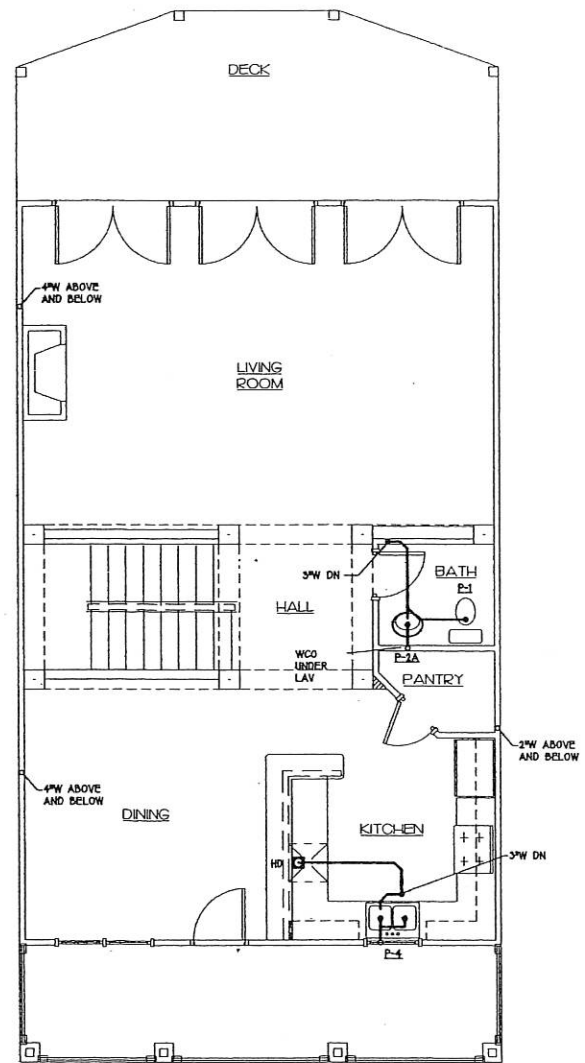 DECK
4"W ABOVE
AND BELOW
LIVING
ROOM
3"W DN
BATH
P-1
HALL
WCO
UNDER
LAV
P-2A
PANTRY
2"W ABOVE
AND BELOW
4"W ABOVE
AND BELOW
DINING
KITCHEN
HD
3"W DN
P-4